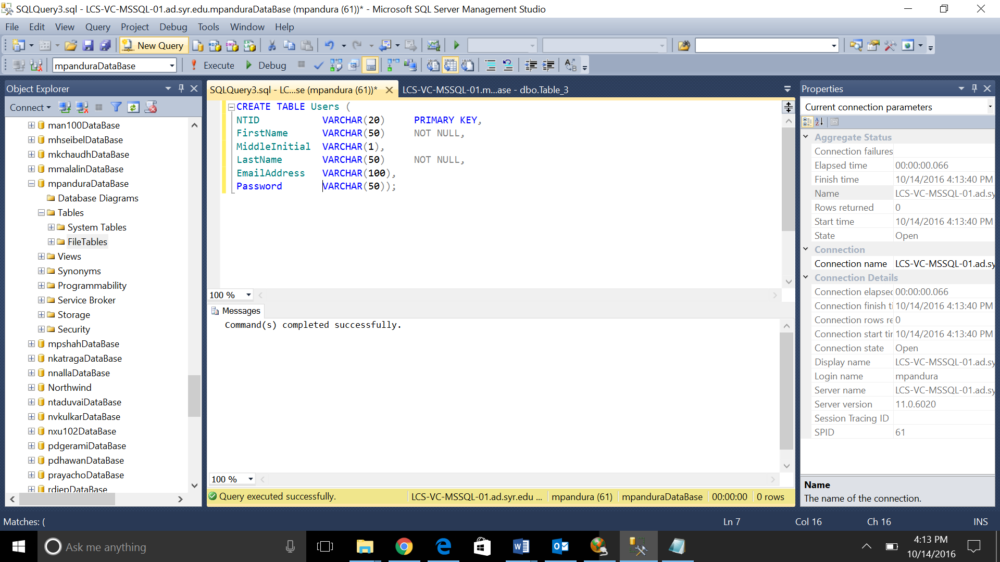 SQLQuery3.sql - LCS-VC-MSSQL-01.ad.syr.edu.mpanduraDataBase (mpandura (61))* - Microsoft SQL Server Management Studio
File Edit View Query Project Debug Tools Window Help
New Query
mpanduraDataBase Execute Debug
Object Explorer
Connect
man100DataBase
mhseibelDataBase
mkchaudhDataBase
mmalalinDataBase
mpanduraDataBase
Database Diagrams
Tables
System Tables
FileTables
Views
Synonyms
Programmability
Service Broker
Storage
Security
mpshahDataBase
nkatragaDataBase
nnallaDataBase
Northwind
ntaduvaiDataBase
nvkulkarDataBase
nxu102DataBase
pdgeramiDataBase
pdhawanDataBase
prayachoDataBase
rdiepDataBase
SQLQuery3.sql - LC...se (mpandura (61))* LCS-VC-MSSQL-01.m...ase - dbo.Table_3
CREATE TABLE Users (
NTID VARCHAR(20) PRIMARY KEY,
FirstName VARCHAR(50) NOT NULL,
MiddleInitial VARCHAR(1),
LastName VARCHAR(50) NOT NULL,
EmailAddress VARCHAR(100),
Password VARCHAR(50));
100 %
Messages
Command(s) completed successfully.
100 %
Query executed successfully. LCS-VC-MSSQL-01.ad.syr.edu ... mpandura (61) mpanduraDataBase 00:00:00 0 rows
Properties
Current connection parameters
Aggregate Status
Connection failures
Elapsed time 00:00:00.066
Finish time 10/14/2016 4:13:40 PM
Name LCS-VC-MSSQL-01.ad.sy
Rows returned 0
Start time 10/14/2016 4:13:40 PM
State Open
Connection
Connection name LCS-VC-MSSQL-01.ad.sy
Connection Details
Connection elapsec 00:00:00.066
Connection finish ti 10/14/2016 4:13:40 PM
Connection rows re 0
Connection start tir 10/14/2016 4:13:40 PM
Connection state Open
Display name LCS-VC-MSSQL-01.ad.sy
Login name mpandura
Server name LCS-VC-MSSQL-01.ad.sy
Server version 11.0.6020
Session Tracing ID
SPID 61
Name
The name of the connection.
Matches: ( Ln 7 Col 16 Ch 16 INS
Ask me anything
4:13 PM
10/14/2016